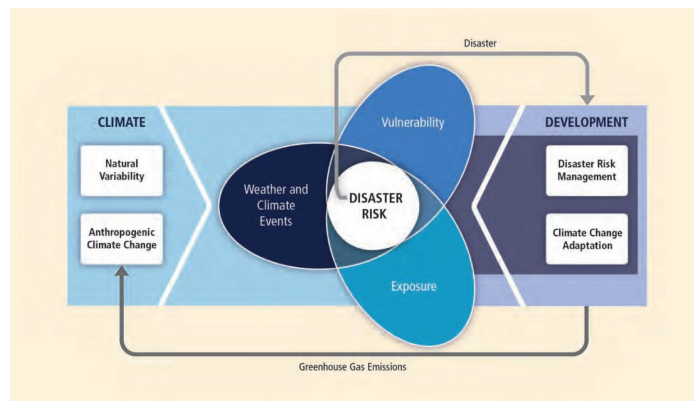 Disaster
CLIMATE
Natural
Variability
Anthropogenic
Climate Change
Weather and
Climate
Events
Vulnerability
DISASTER
RISK
Exposure
DEVELOPMENT
Disaster Risk
Management
Climate Change
Adaptation
Greenhouse Gas Emissions